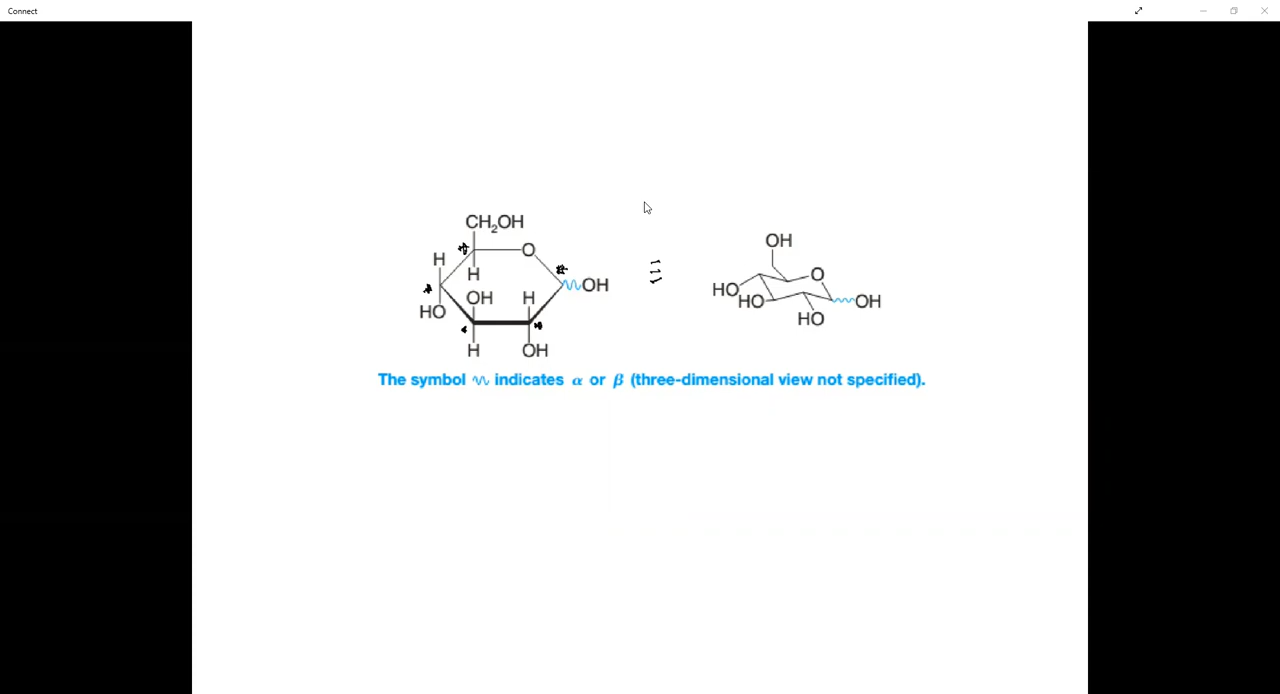 Connect
CH₂OH
OH
H
O
O
H
OH
OH
H
HO
OH
HO
HO
HO
H
OH
The symbol indicates α or β (three-dimensional view not specified).